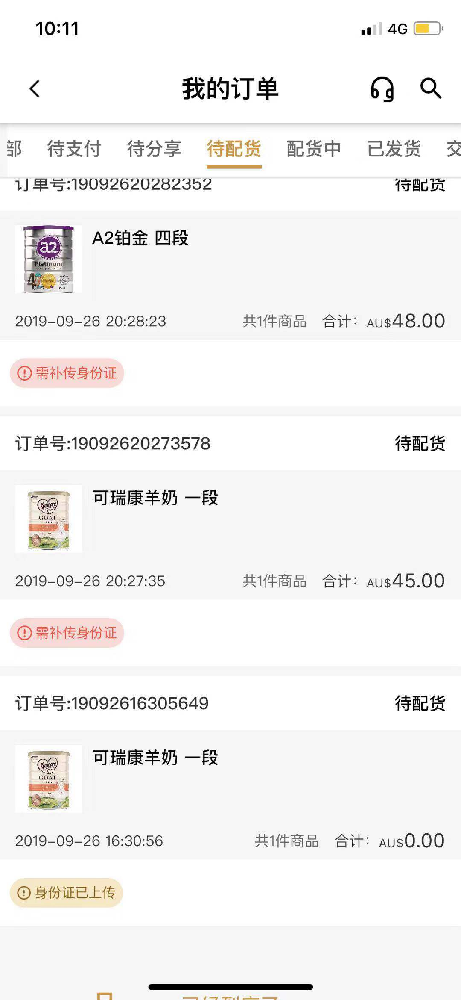 10:11
4G
我的订单
部 待支付 待分享 待配货 配货中 已发货 交
订单号:19092620282352 待配货
a2
Platinum
4
A2铂金 四段
2019-09-26 20:28:23 共1件商品 合计: AU$48.00
需补传身份证
订单号:19092620273578 待配货
Karicare
GOAT
MILK
可瑞康羊奶 一段
2019-09-26 20:27:35 共1件商品 合计: AU$45.00
需补传身份证
订单号:19092616305649 待配货
Karicare
GOAT
MILK
可瑞康羊奶 一段
2019-09-26 16:30:56 共1件商品 合计: AU$0.00
身份证已上传